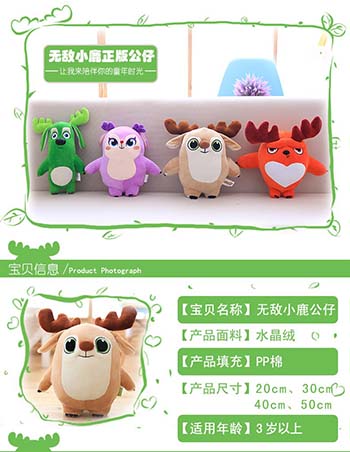 无敌小鹿正版公仔
让我来陪伴你的童年时光
宝贝信息/Product Photograph
【宝贝名称】无敌小鹿公仔
【产品面料】水晶绒
【产品填充】PP棉
【产品尺寸】20cm、30cm
40cm、50cm
【适用年龄】3岁以上